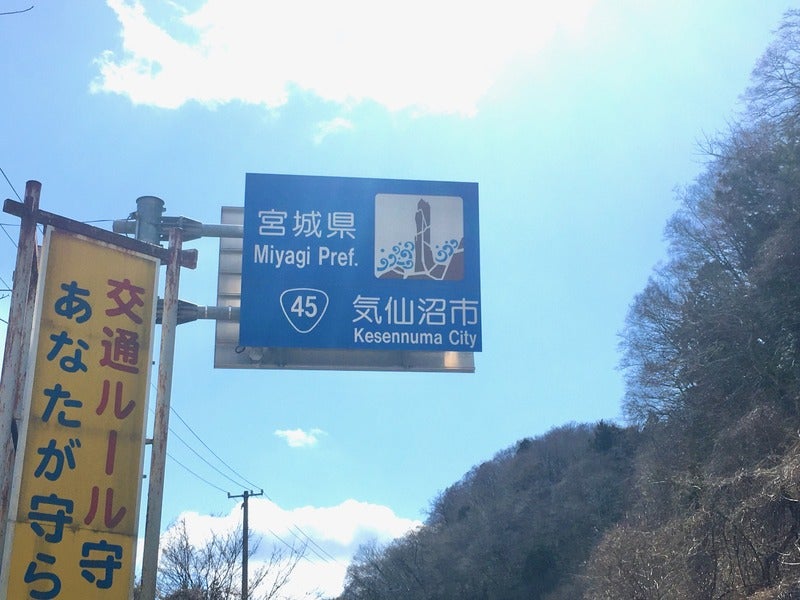 宮城県
Miyagi Pref.
45
気仙沼市
Kesennuma City
交通ルール守
あなたが守ら